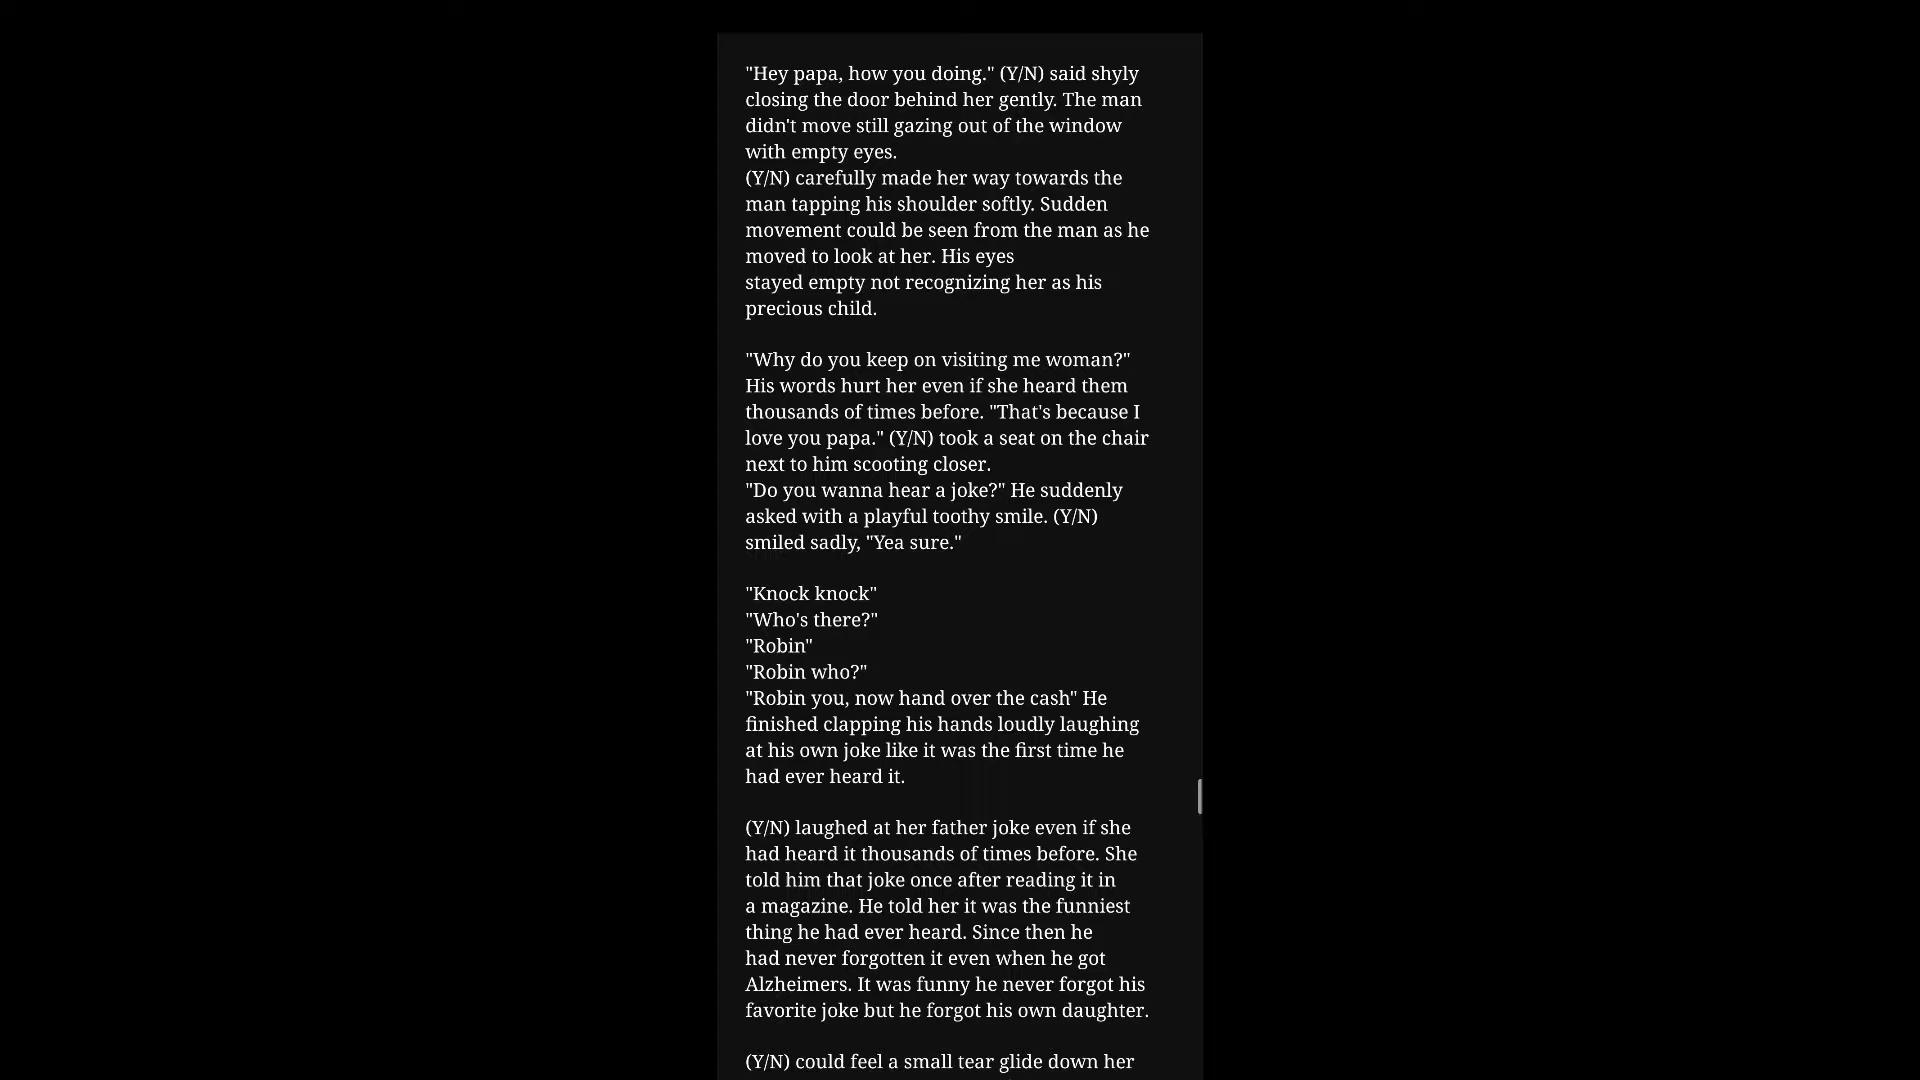 "Hey papa, how you doing." (Y/N) said shyly
closing the door behind her gently. The man
didn't move still gazing out of the window
with empty eyes.
(Y/N) carefully made her way towards the
man tapping his shoulder softly. Sudden
movement could be seen from the man as he
moved to look at her. His eyes
stayed empty not recognizing her as his
precious child.
"Why do you keep on visiting me woman?"
His words hurt her even if she heard them
thousands of times before. "That's because I
love you papa." (Y/N) took a seat on the chair
next to him scooting closer.
"Do you wanna hear a joke?" He suddenly
asked with a playful toothy smile. (Y/N)
smiled sadly, "Yea sure."
"Knock knock"
"Who's there?"
"Robin"
"Robin who?"
"Robin you, now hand over the cash" He
finished clapping his hands loudly laughing
at his own joke like it was the first time he
had ever heard it.
(Y/N) laughed at her father joke even if she
had heard it thousands of times before. She
told him that joke once after reading it in
a magazine. He told her it was the funniest
thing he had ever heard. Since then he
had never forgotten it even when he got
Alzheimers. It was funny he never forgot his
favorite joke but he forgot his own daughter.
(Y/N) could feel a small tear glide down her